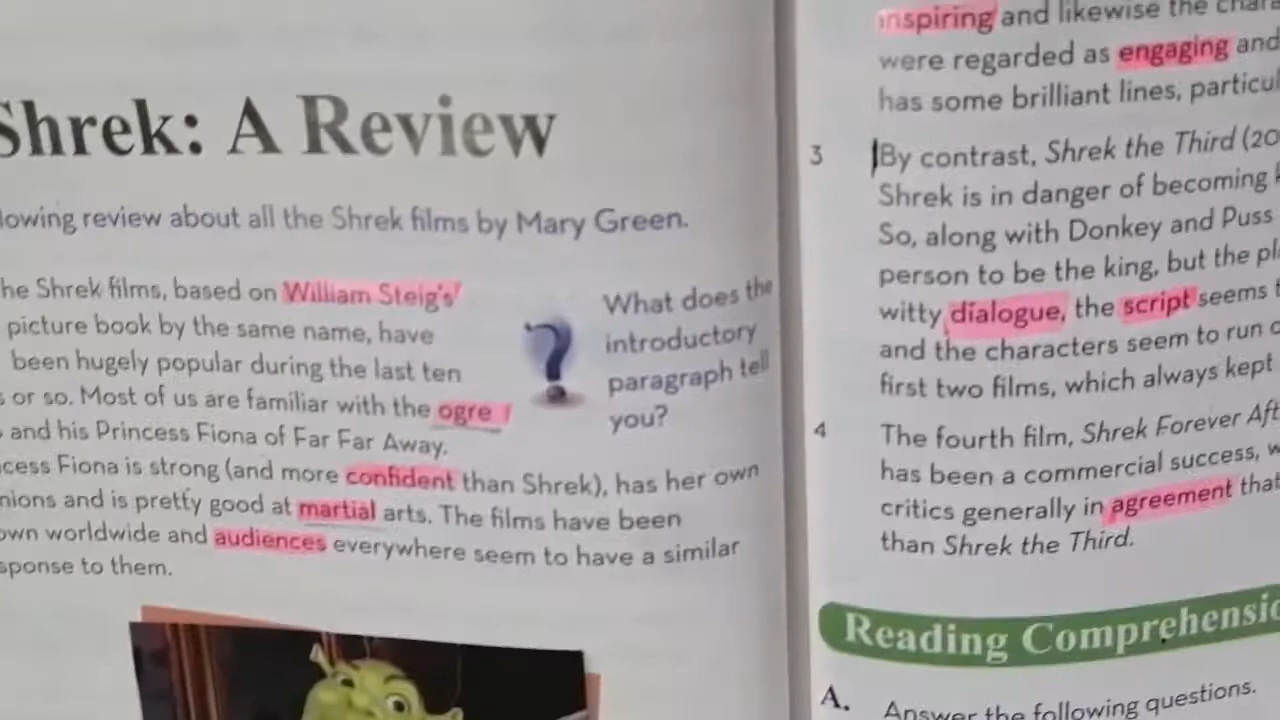 Shrek: A Review
lowing review about all the Shrek films by Mary Green.
he Shrek films, based on William Steig's
picture book by the same name, have
been hugely popular during the last ten
s or so. Most of us are familiar with the ogre
and his Princess Fiona of Far Far Away.
cess Fiona is strong (and more confident than Shrek), has her own
nions and is pretty good at martial arts. The films have been
own worldwide and audiences everywhere seem to have a similar
sponse to them.
?
What does the
introductory
paragraph tell
you?
inspiring and likewise the chara
were regarded as engaging and
has some brilliant lines, particul
3 By contrast, Shrek the Third (20
Shrek is in danger of becoming k
So, along with Donkey and Puss
person to be the king, but the pl
witty dialogue, the script seems t
and the characters seem to run o
first two films, which always kept
4 The fourth film, Shrek Forever Aft
has been a commercial success, w
critics generally in agreement that
than Shrek the Third.
Reading Comprehensio
A. Answer the following questions.